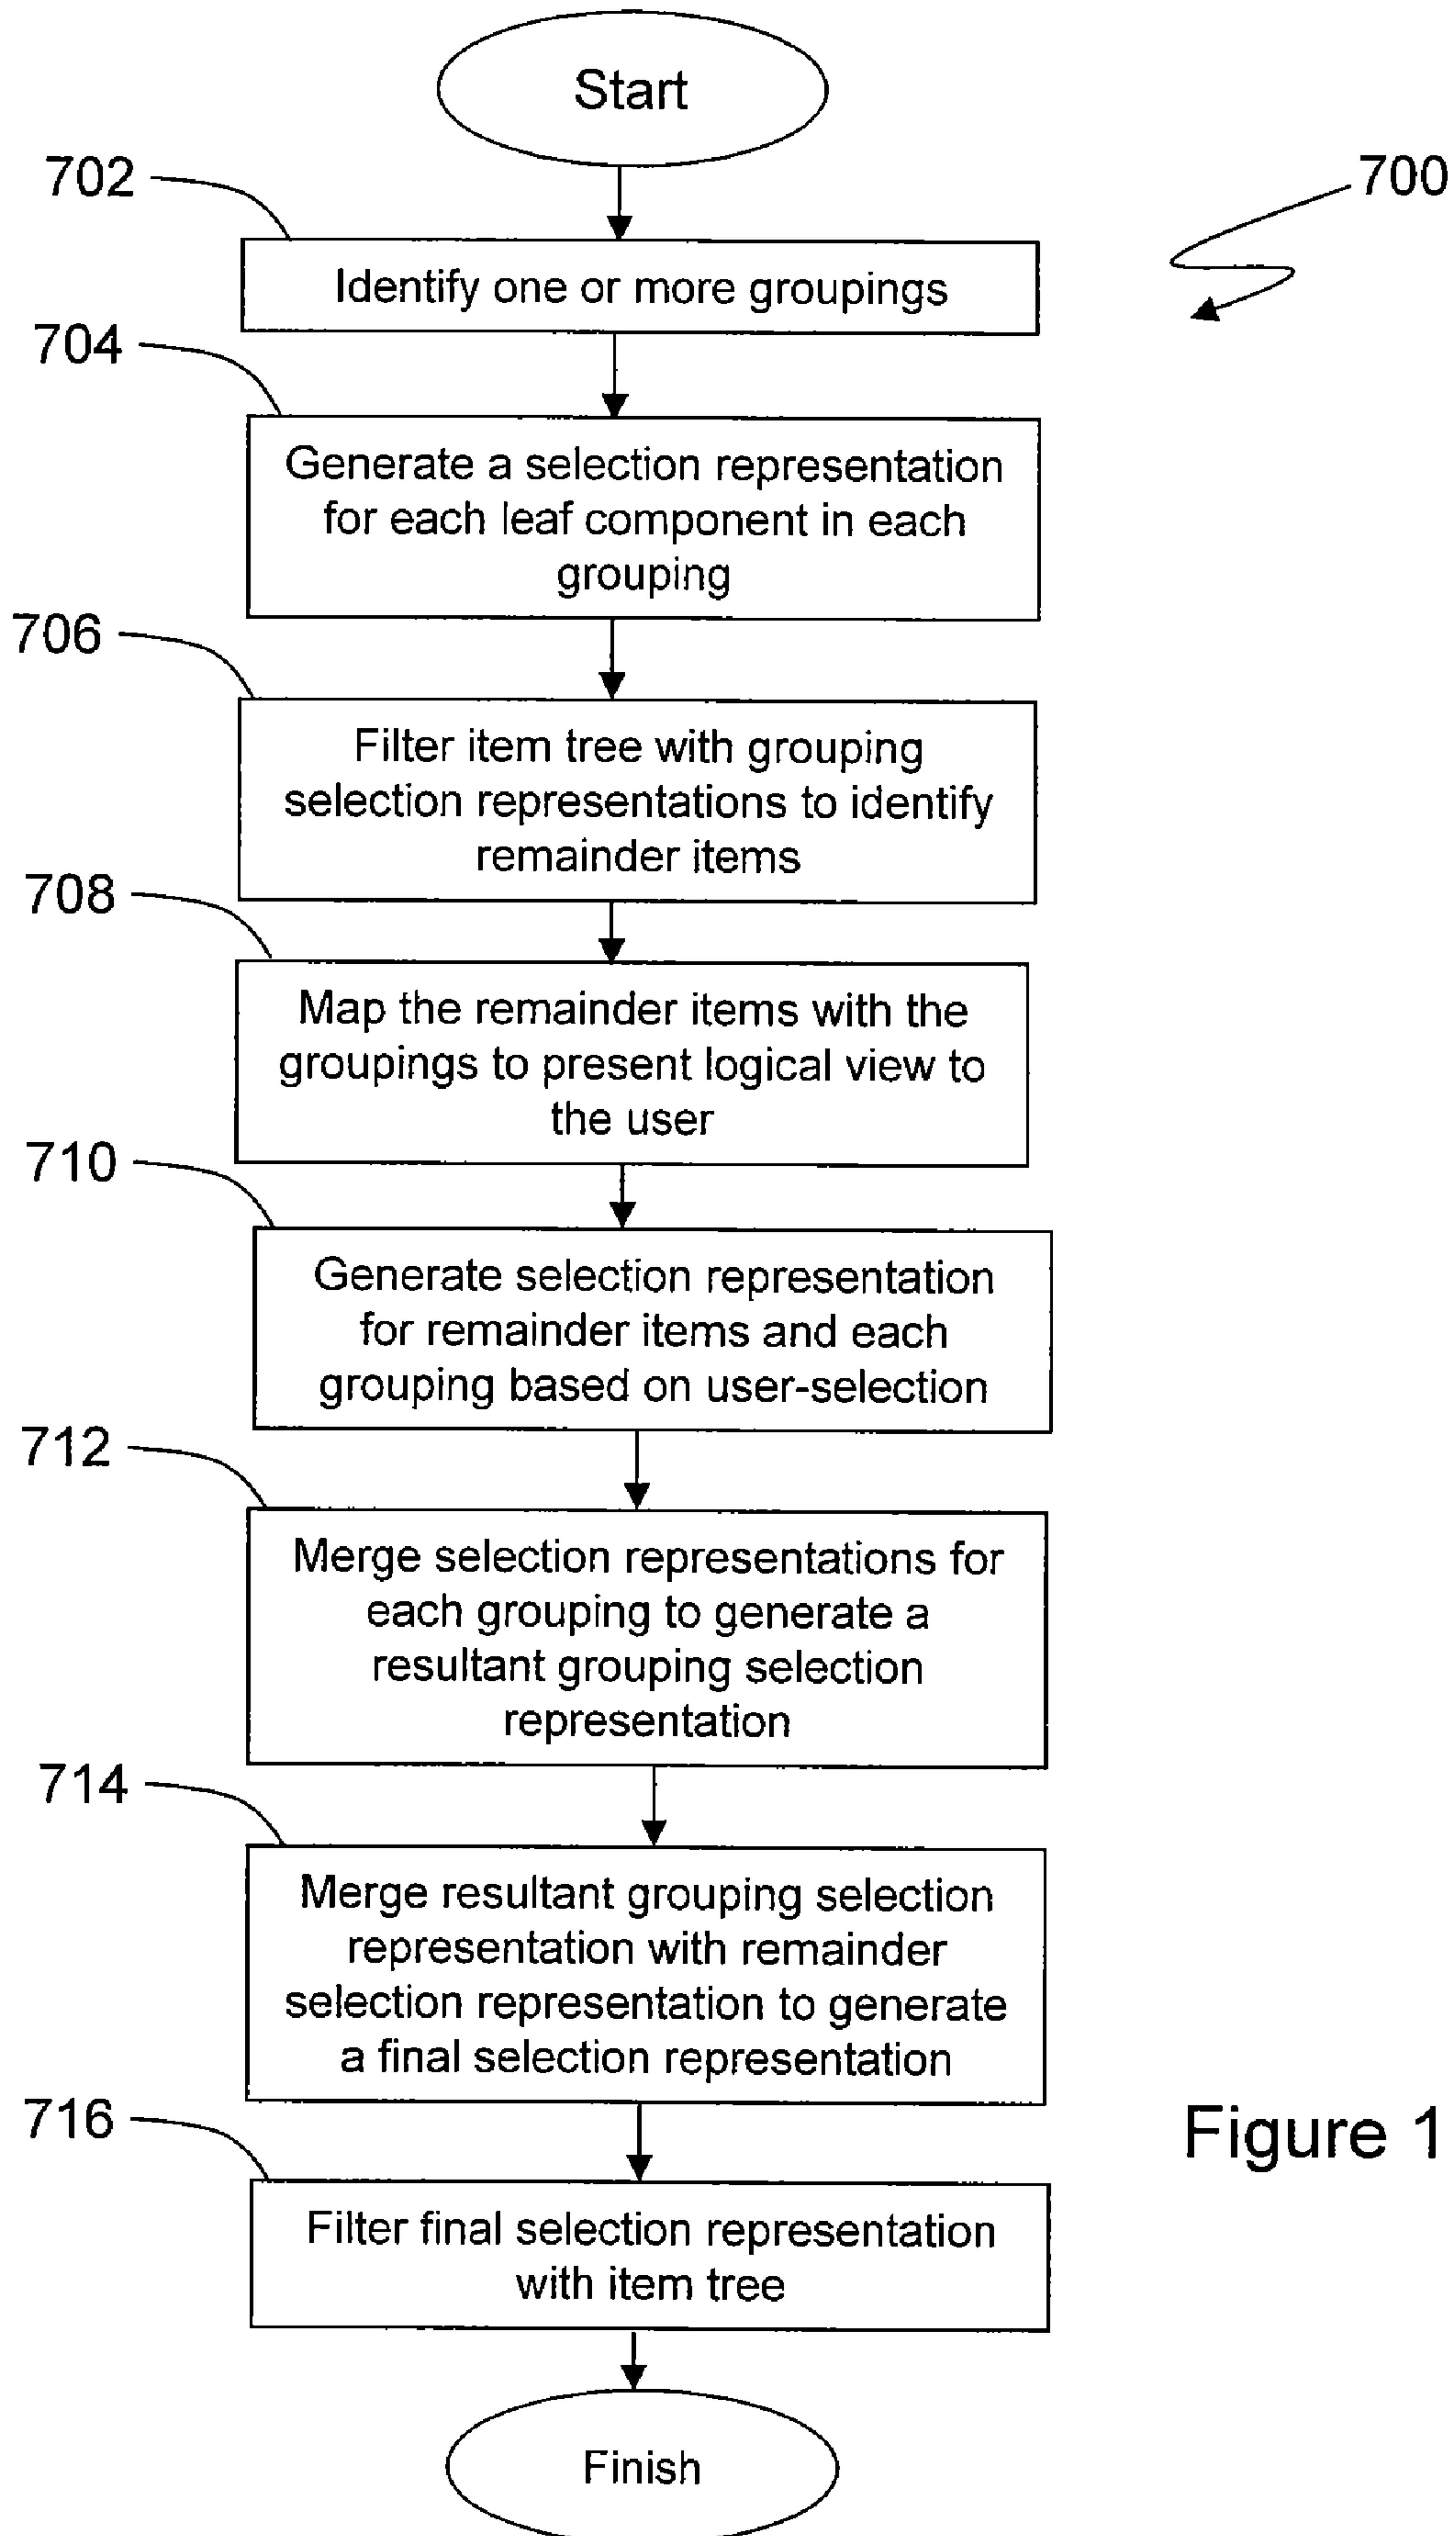 Start
702
700
Identify one or more groupings
704
Generate a selection representation
for each leaf component in each
grouping
706
Filter item tree with grouping
selection representations to identify
remainder items
708
Map the remainder items with the
groupings to present logical view to
the user
710
Generate selection representation
for remainder items and each
grouping based on user-selection
712
Merge selection representations for
each grouping to generate a
resultant grouping selection
representation
714
Merge resultant grouping selection
representation with remainder
selection representation to generate
a final selection representation
716
Figure 1
Filter final selection representation
with item tree
Finish